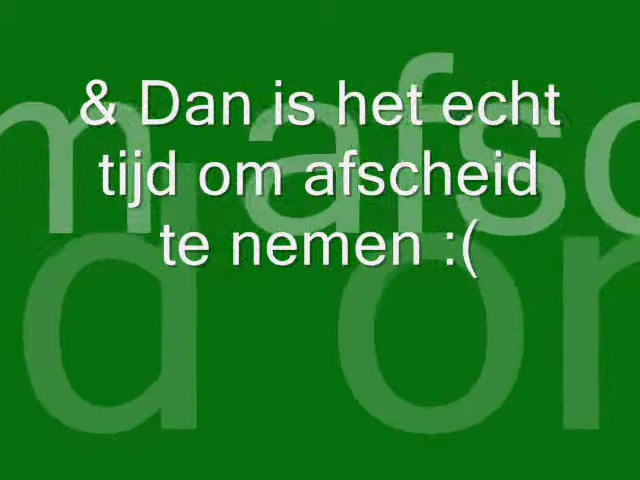 & Dan is het echt
tijd om afscheid
te nemen :(